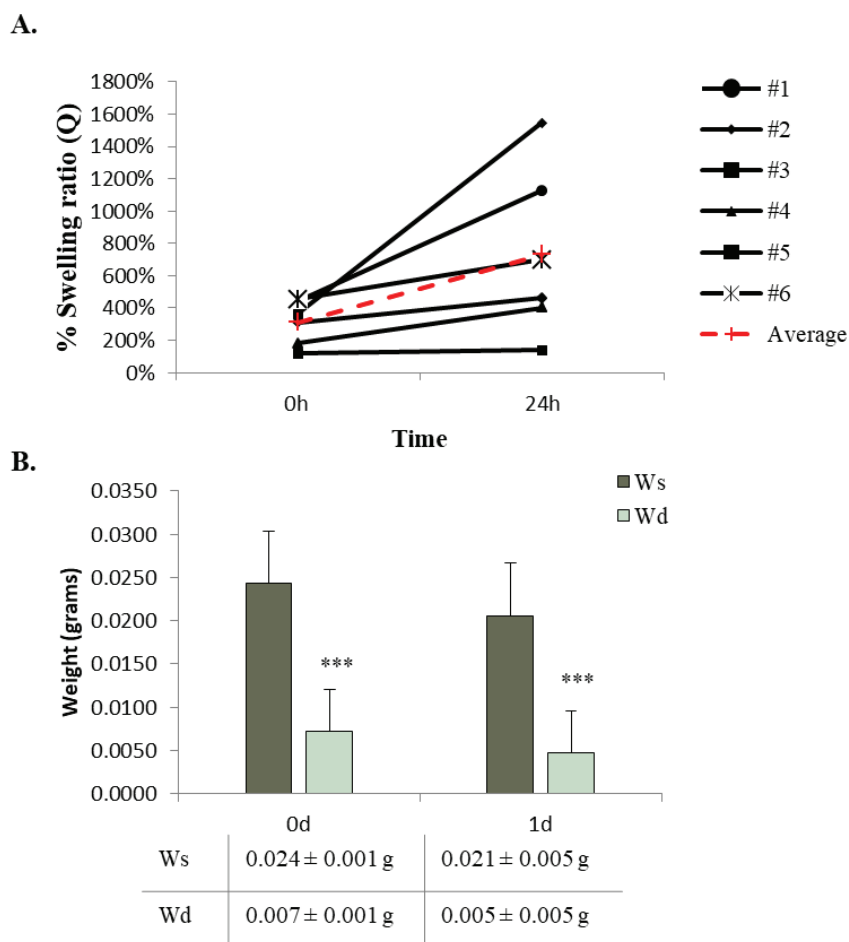 A.
1800%
1600%
1400%
1200%
1000%
800%
600%
400%
200%
0%
% Swelling ratio (Q)
0h 24h
Time
#1
#2
#3
#4
#5
#6
Average
B.
0.0350
0.0300
0.0250
0.0200
0.0150
0.0100
0.0050
0.0000
Weight (grams)
Ws
Wd
***
***
0d 1d
Ws 0.024 ± 0.001 g 0.021 ± 0.005 g
Wd 0.007 ± 0.001 g 0.005 ± 0.005 g